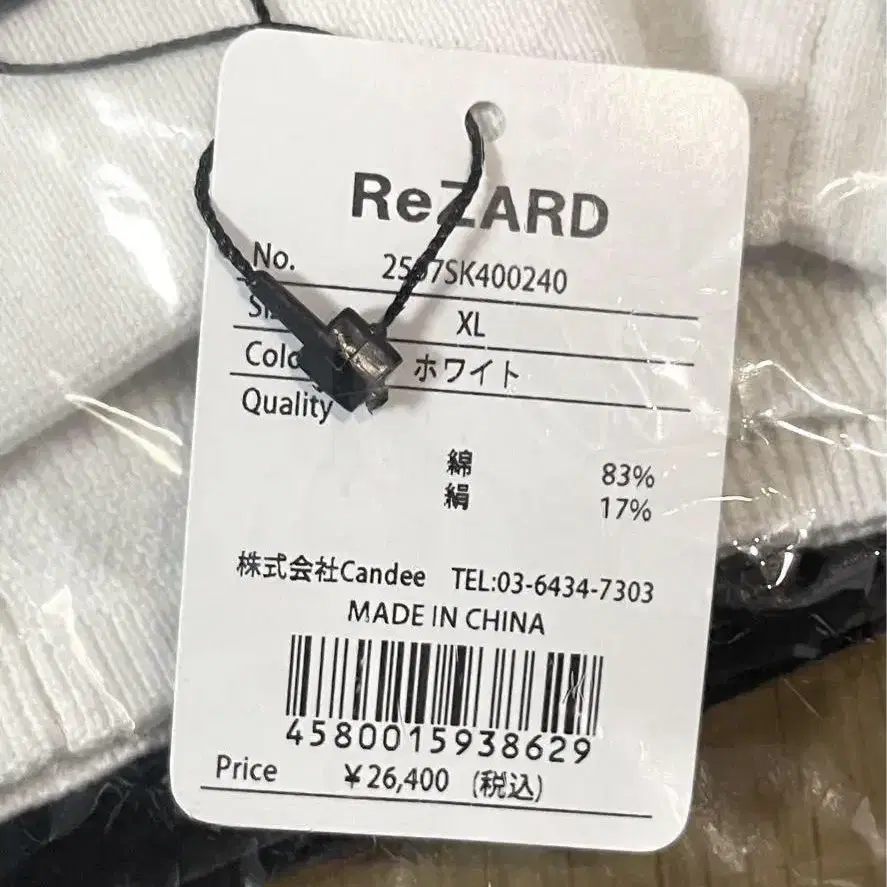 ReZARD
No. 2507SK400240
XL
ホワイト
Quality
綿 83%
絹 17%
株式会社Candee TEL:03-6434-7303
MADE IN CHINA
4580015938629
Price ¥26,400 (税込)